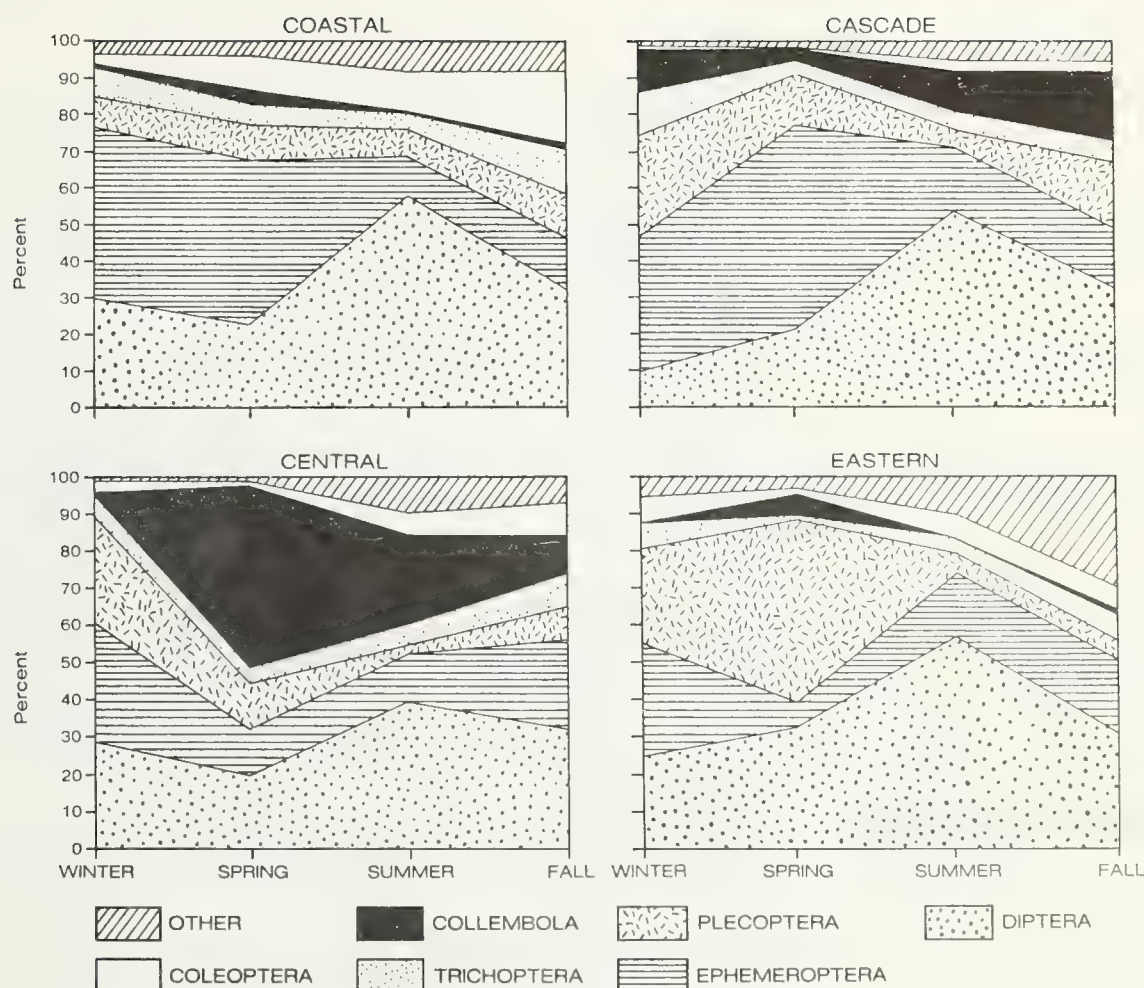 COASTAL
CASCADE
100
90
80
70
60
50
40
30
20
10
0
Percent
CENTRAL
EASTERN
100
90
80
70
60
50
40
30
20
10
0
Percent
WINTER SPRING SUMMER FALL WINTER SPRING SUMMER FALL
OTHER COLLEMBOLA PLECOPTERA DIPTERA
COLEOPTERA TRICHOPTERA EPHEMEROPTERA